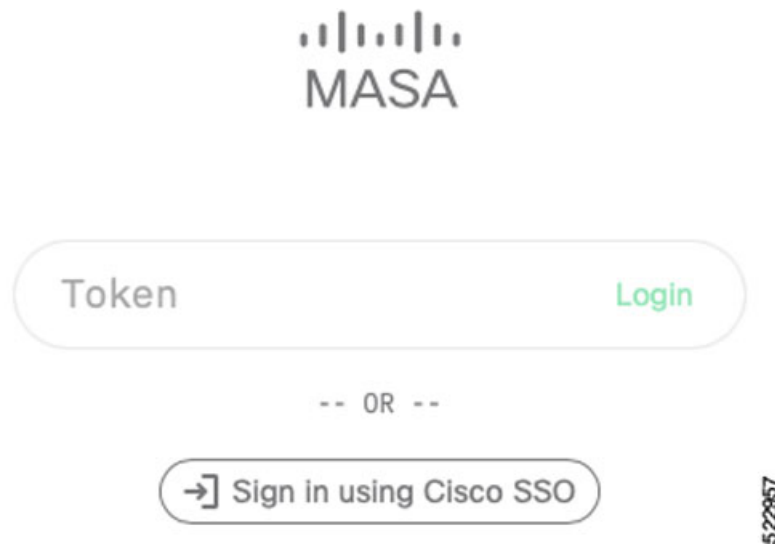 MASA
Token
Login
-- OR --
Sign in using Cisco SSO
522957